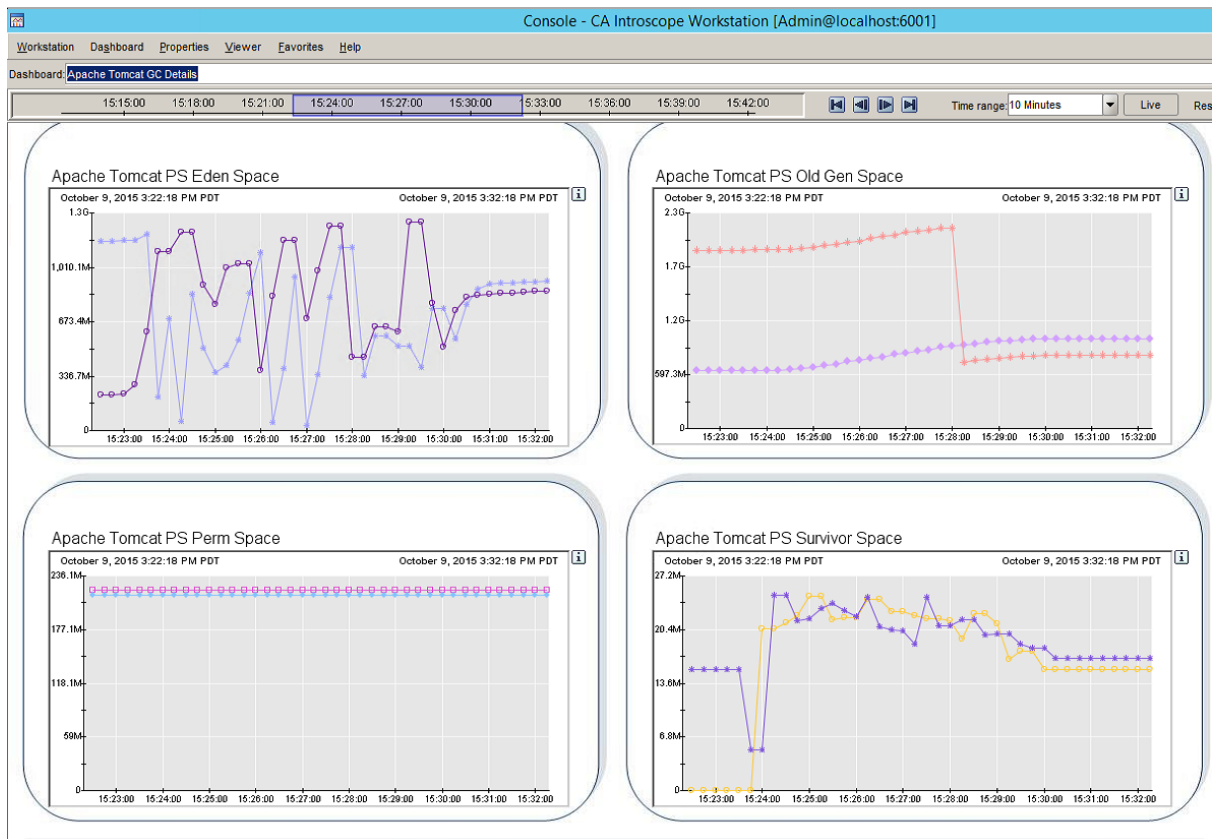 Console - CA Introscope Workstation [Admin@localhost:6001]
Workstation Dashboard Properties Viewer Favorites Help
Dashboard: Apache Tomcat GC Details
15:15:00 15:18:00 15:21:00 15:24:00 15:27:00 15:30:00 15:33:00 15:36:00 15:39:00 15:42:00
Time range: 10 Minutes Live Res
Apache Tomcat PS Eden Space
October 9, 2015 3:22:18 PM PDT October 9, 2015 3:32:18 PM PDT
1.3G
1,010.1M
673.4M
336.7M
0
15:23:00 15:24:00 15:25:00 15:26:00 15:27:00 15:28:00 15:29:00 15:30:00 15:31:00 15:32:00
Apache Tomcat PS Old Gen Space
October 9, 2015 3:22:18 PM PDT October 9, 2015 3:32:18 PM PDT
2.3G
1.7G
1.2G
597.3M
0
15:23:00 15:24:00 15:25:00 15:26:00 15:27:00 15:28:00 15:29:00 15:30:00 15:31:00 15:32:00
Apache Tomcat PS Perm Space
October 9, 2015 3:22:18 PM PDT October 9, 2015 3:32:18 PM PDT
236.1M
177.1M
118.1M
59M
0
15:23:00 15:24:00 15:25:00 15:26:00 15:27:00 15:28:00 15:29:00 15:30:00 15:31:00 15:32:00
Apache Tomcat PS Survivor Space
October 9, 2015 3:22:18 PM PDT October 9, 2015 3:32:18 PM PDT
27.2M
20.4M
13.6M
6.8M
0
15:23:00 15:24:00 15:25:00 15:26:00 15:27:00 15:28:00 15:29:00 15:30:00 15:31:00 15:32:00